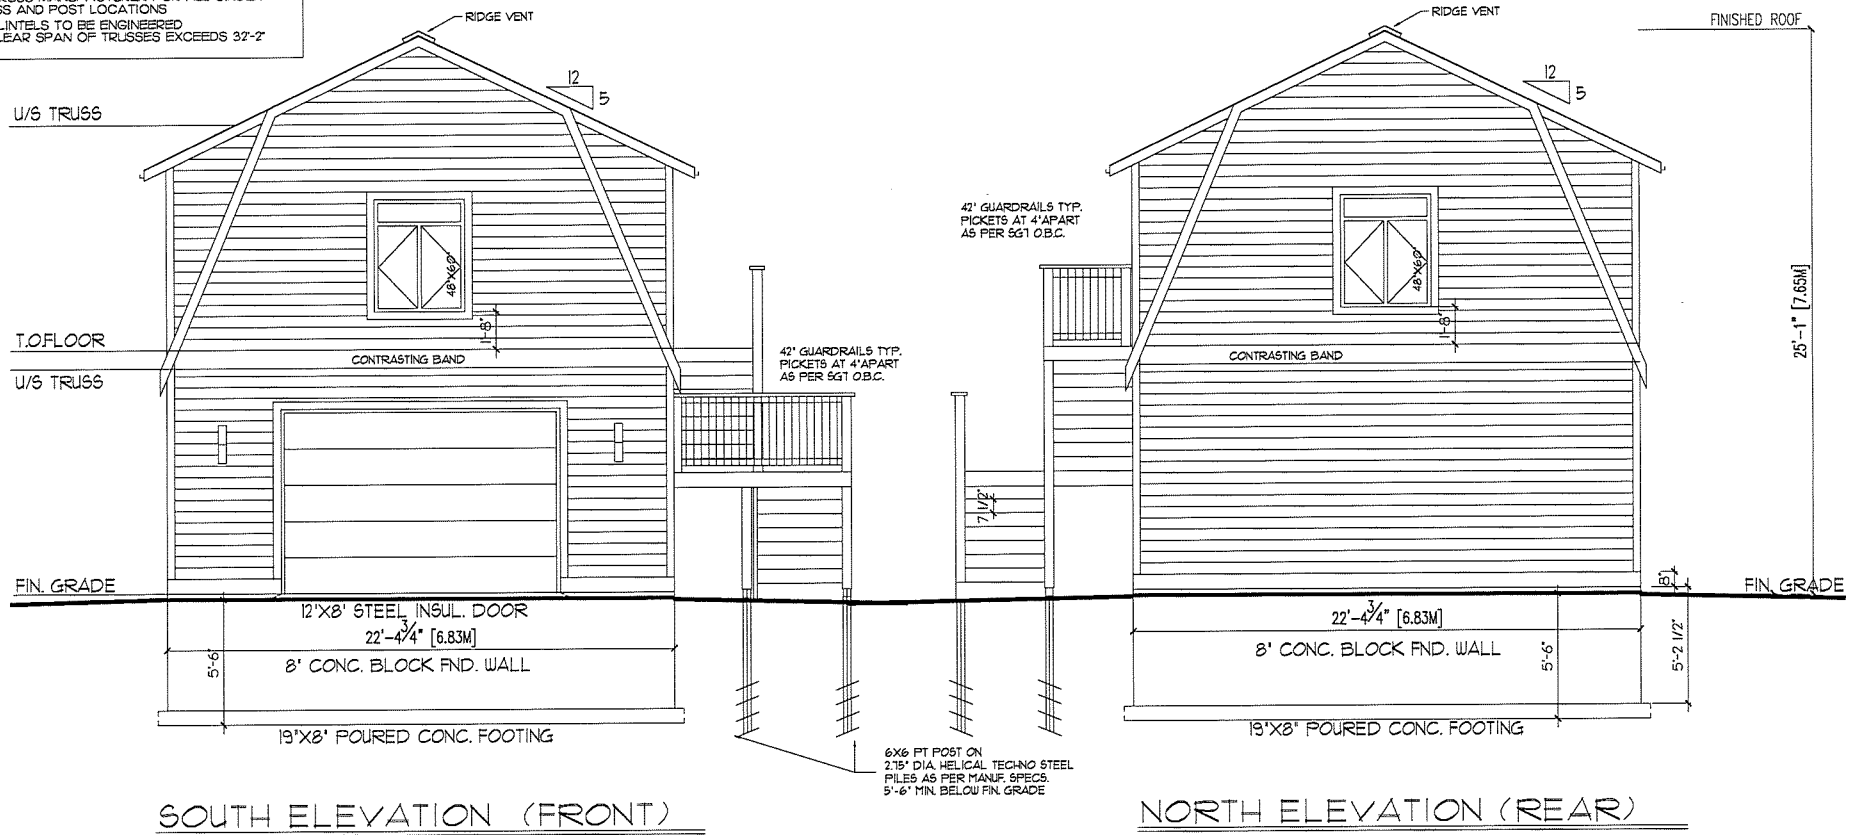 SS AND POST LOCATIONS
LINTELS TO BE ENGINEERED
LEAR SPAN OF TRUSSES EXCEEDS 32'-2"
RIDGE VENT
12
5
U/S TRUSS
48"X60"
1'-8"
T.O.FLOOR
CONTRASTING BAND
U/S TRUSS
42" GUARDRAILS TYP.
PICKETS AT 4"APART
AS PER SG7 O.B.C.
FIN. GRADE
12'X8' STEEL INSUL. DOOR
22'-4 3/4" [6.83M]
5'-6"
8" CONC. BLOCK FND. WALL
19"X8" POURED CONC. FOOTING
SOUTH ELEVATION (FRONT)
6X6 PT POST ON
2.75" DIA. HELICAL TECHNO STEEL
PILES AS PER MANUF. SPECS.
5'-6" MIN. BELOW FIN. GRADE
RIDGE VENT
FINISHED ROOF
12
5
42" GUARDRAILS TYP.
PICKETS AT 4"APART
AS PER SG7 O.B.C.
48"X60"
1'-8"
CONTRASTING BAND
25'-1" [7.65M]
7 1/2"
8"
FIN. GRADE
22'-4 3/4" [6.83M]
8" CONC. BLOCK FND. WALL
5'-6"
5'-2 1/2"
19"X8" POURED CONC. FOOTING
NORTH ELEVATION (REAR)